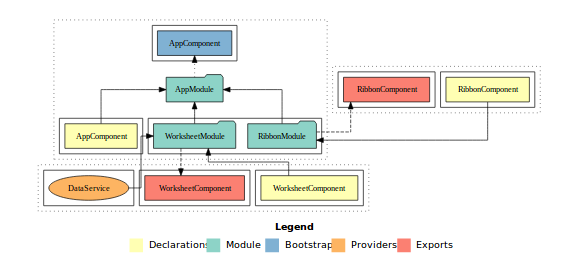 AppComponent
AppModule
RibbonComponent
RibbonComponent
AppComponent
WorksheetModule
RibbonModule
DataService
WorksheetComponent
WorksheetComponent
Legend
Declarations
Module
Bootstrap
Providers
Exports